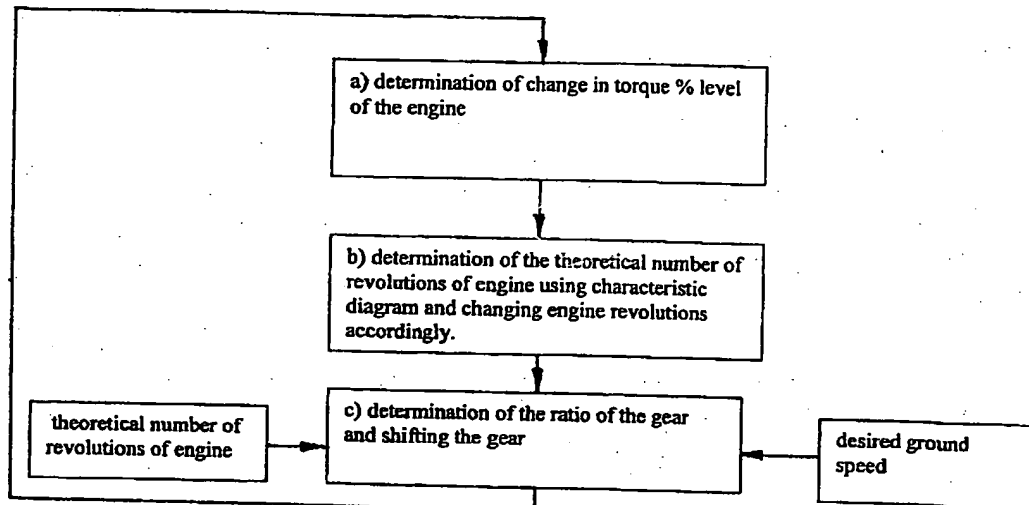 a) determination of change in torque % level
of the engine
b) determination of the theoretical number of
revolutions of engine using characteristic
diagram and changing engine revolutions
accordingly.
c) determination of the ratio of the gear
and shifting the gear
theoretical number of
revolutions of engine
desired ground
speed